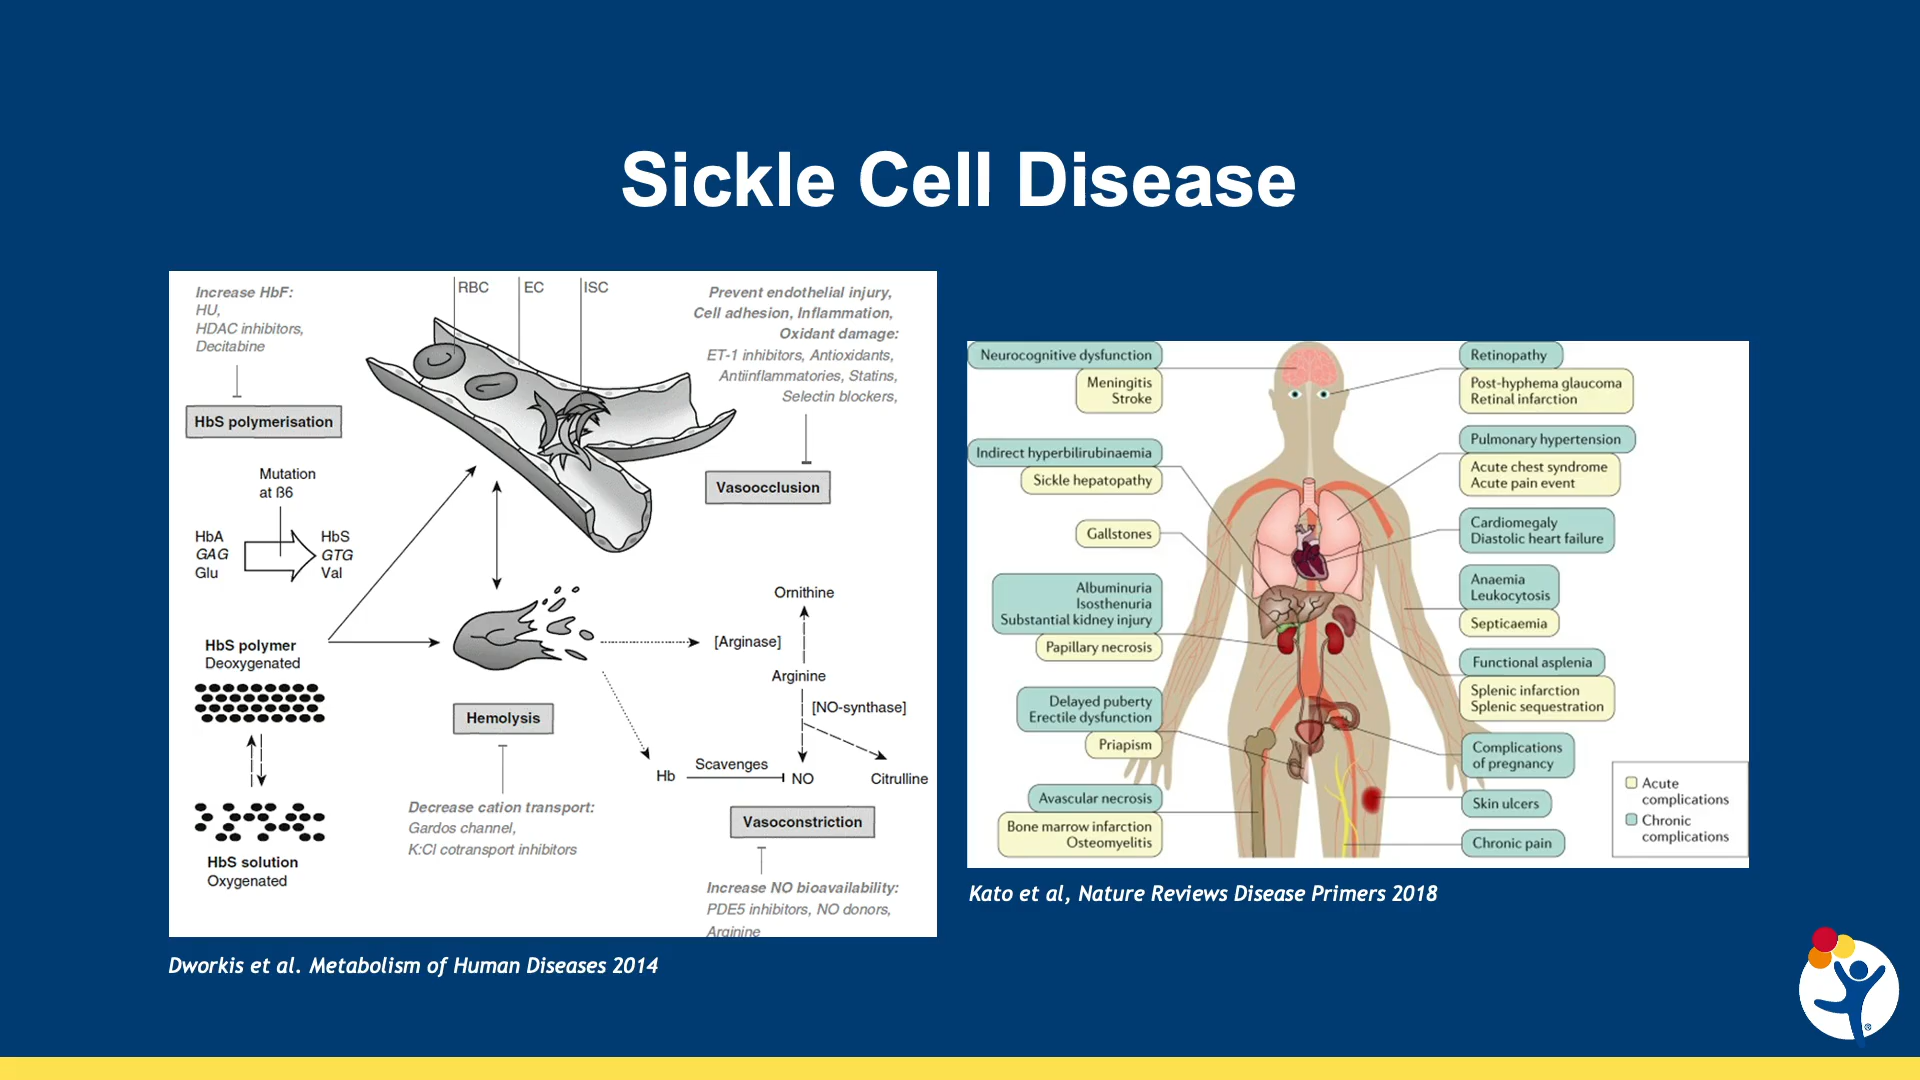 Sickle Cell Disease
Increase HbF:
HU,
HDAC inhibitors,
Decitabine
HbS polymerisation
RBC
EC
ISC
Prevent endothelial injury,
Cell adhesion, Inflammation,
Oxidant damage:
ET-1 inhibitors, Antioxidants,
Antiinflammatories, Statins,
Selectin blockers,
Vasoocclusion
Mutation
at ß6
HbA
GAG
Glu
HbS
GTG
Val
HbS polymer
Deoxygenated
HbS solution
Oxygenated
Hemolysis
Decrease cation transport:
Gardos channel,
K:Cl cotransport inhibitors
Ornithine
[Arginase]
Arginine
[NO-synthase]
Hb
Scavenges
NO
Citrulline
Vasoconstriction
Increase NO bioavailability:
PDE5 inhibitors, NO donors,
Arginine
Dworkis et al. Metabolism of Human Diseases 2014
Neurocognitive dysfunction
Meningitis
Stroke
Indirect hyperbilirubinaemia
Sickle hepatopathy
Gallstones
Albuminuria
Isosthenuria
Substantial kidney injury
Papillary necrosis
Delayed puberty
Erectile dysfunction
Priapism
Avascular necrosis
Bone marrow infarction
Osteomyelitis
Retinopathy
Post-hyphema glaucoma
Retinal infarction
Pulmonary hypertension
Acute chest syndrome
Acute pain event
Cardiomegaly
Diastolic heart failure
Anaemia
Leukocytosis
Septicaemia
Functional asplenia
Splenic infarction
Splenic sequestration
Complications
of pregnancy
Skin ulcers
Chronic pain
Acute
complications
Chronic
complications
Kato et al, Nature Reviews Disease Primers 2018
®